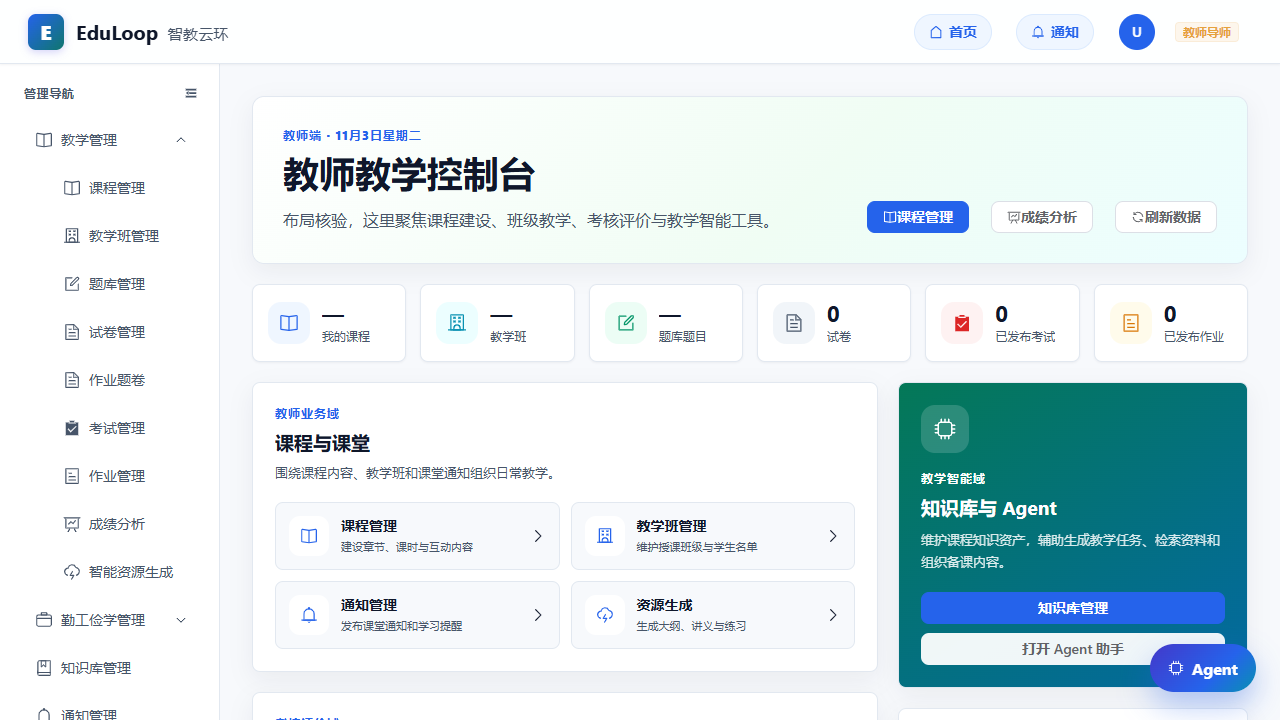 E EduLoop 智教云环
首页
通知
U
教师导师
管理导航
教学管理
课程管理
教学班管理
题库管理
试卷管理
作业题卷
考试管理
作业管理
成绩分析
智能资源生成
勤工俭学管理
知识库管理
通知管理
教师端 · 11月3日星期二
教师教学控制台
布局核验，这里聚焦课程建设、班级教学、考核评价与教学智能工具。
课程管理
成绩分析
刷新数据
—
我的课程
—
教学班
—
题库题目
0
试卷
0
已发布考试
0
已发布作业
教师业务域
课程与课堂
围绕课程内容、教学班和课堂通知组织日常教学。
课程管理
建设章节、课时与互动内容
教学班管理
维护授课班级与学生名单
通知管理
发布课堂通知和学习提醒
资源生成
生成大纲、讲义与练习
教学智能域
知识库与 Agent
维护课程知识资产，辅助生成教学任务、检索资料和
组织备课内容。
知识库管理
打开 Agent 助手
Agent